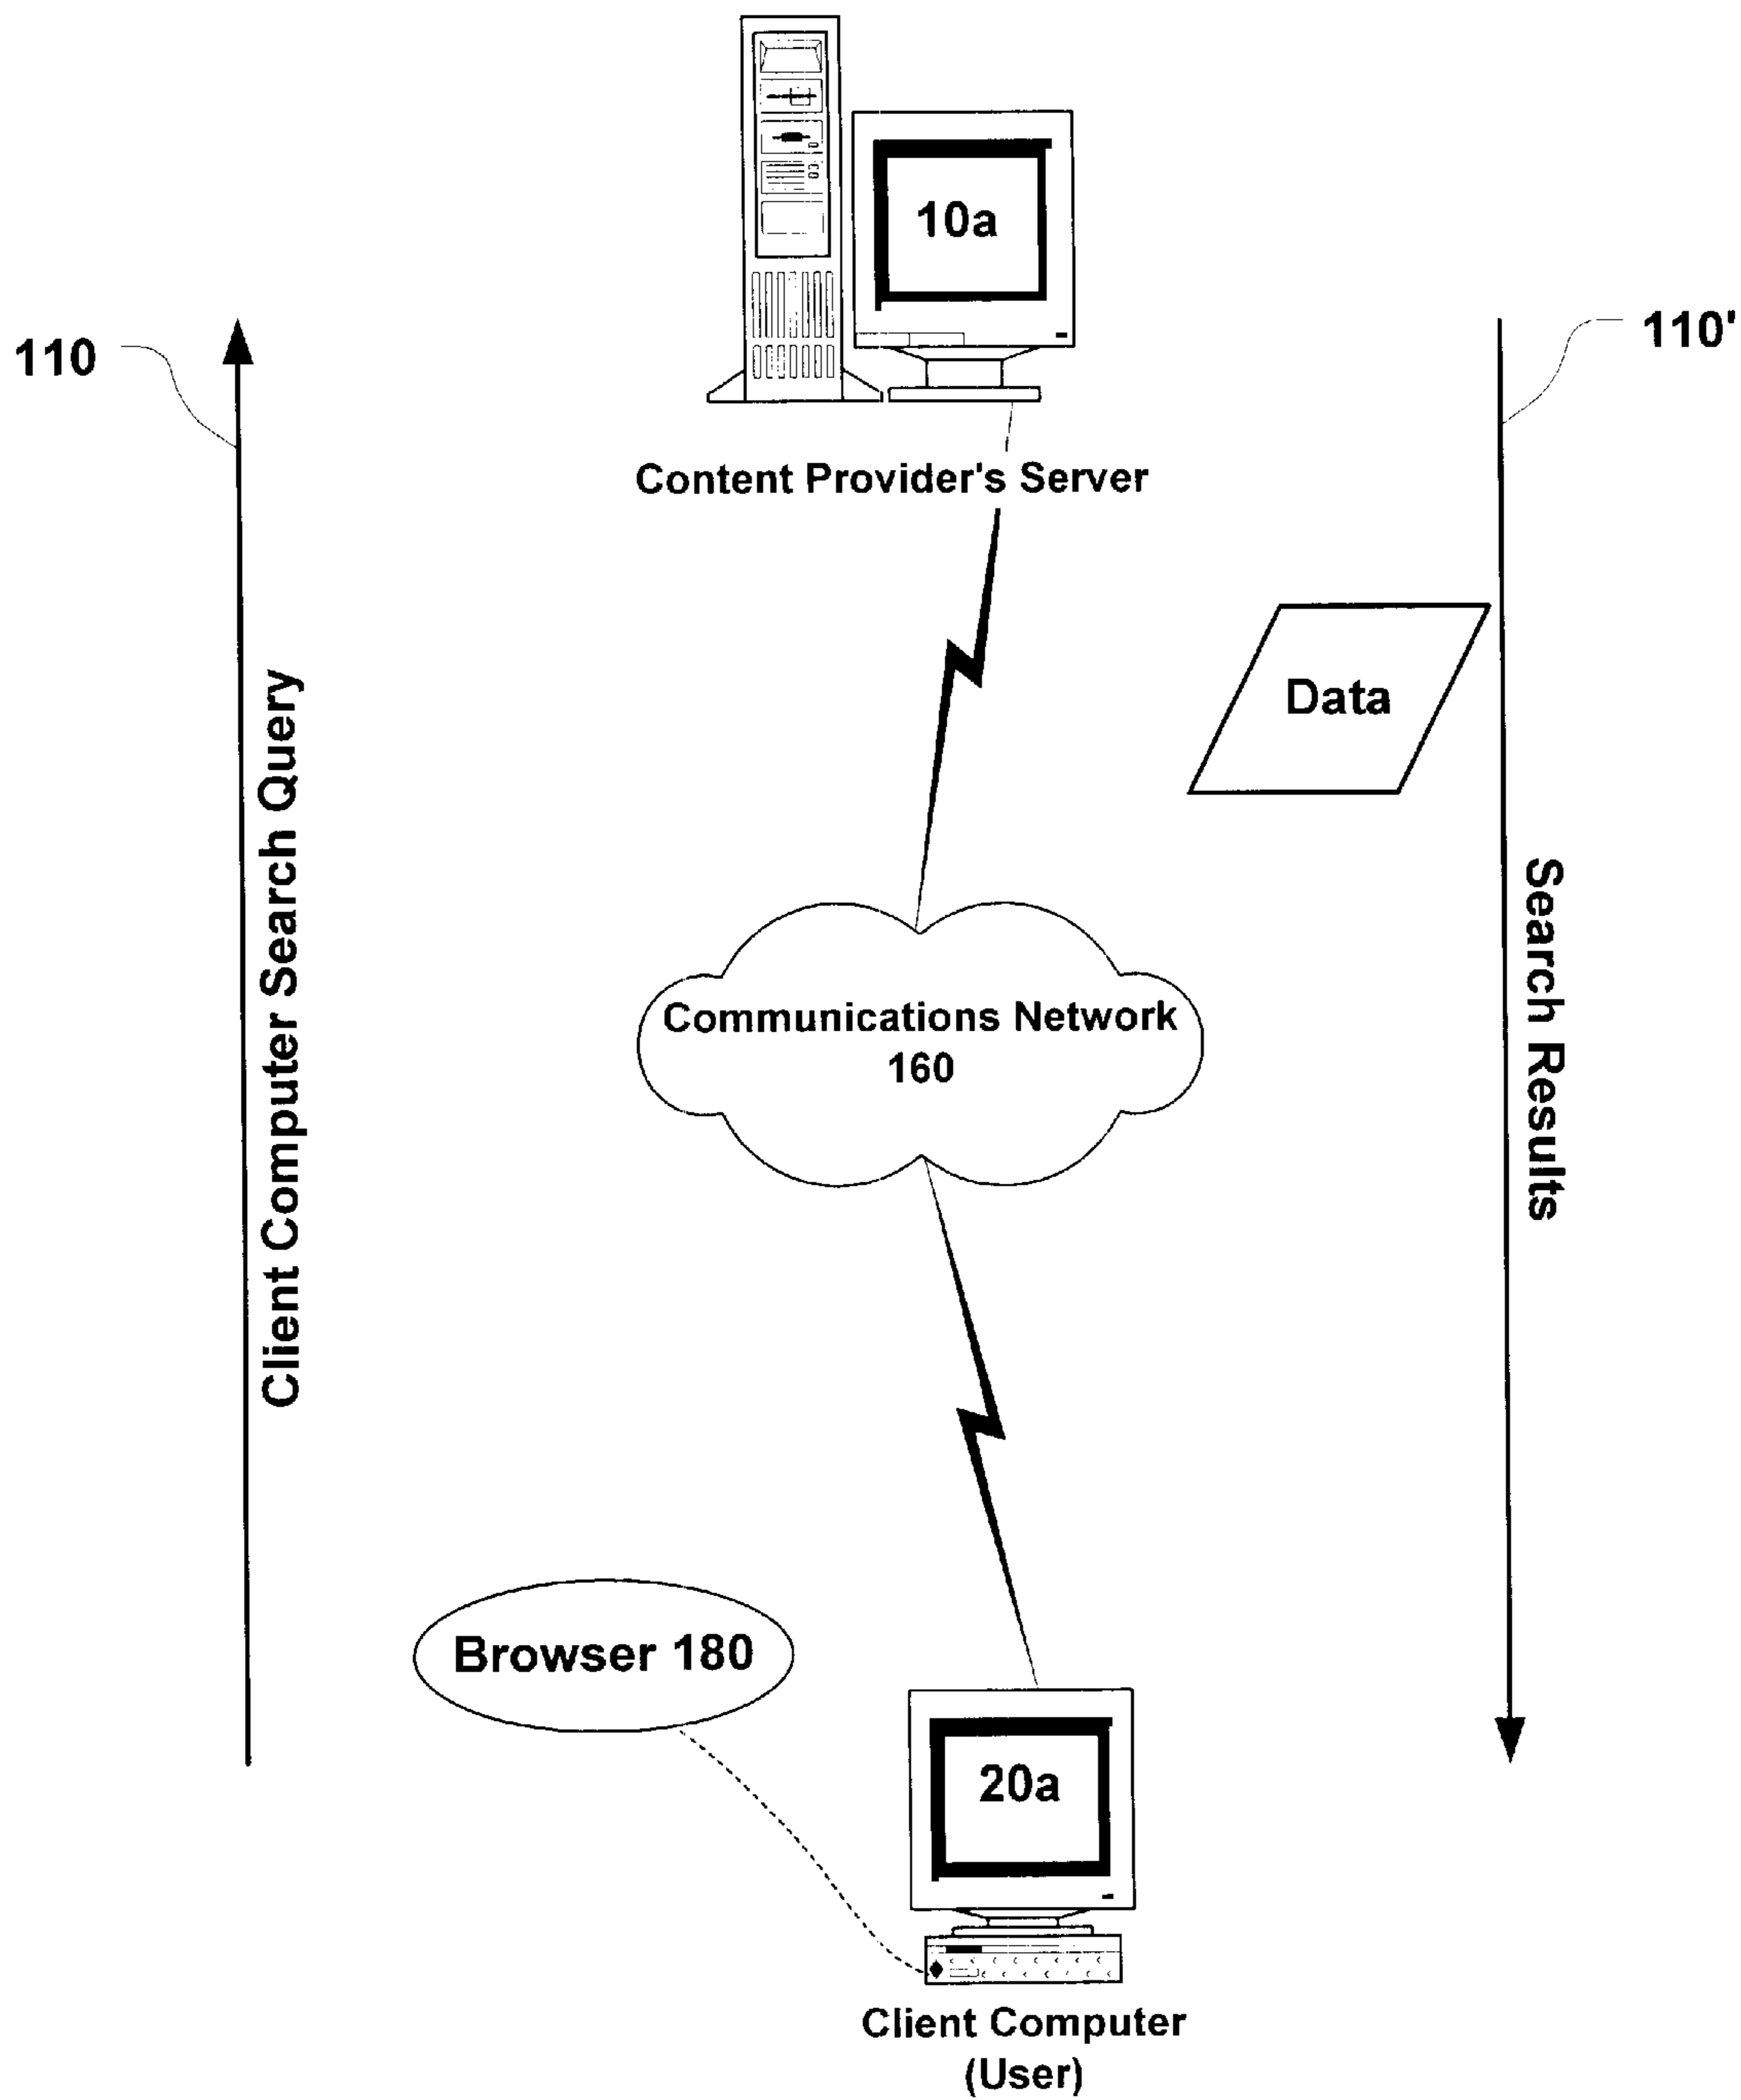 10a
110
110'
Content Provider's Server
Data
Client Computer Search Query
Search Results
Communications Network
160
Browser 180
20a
Client Computer
(User)